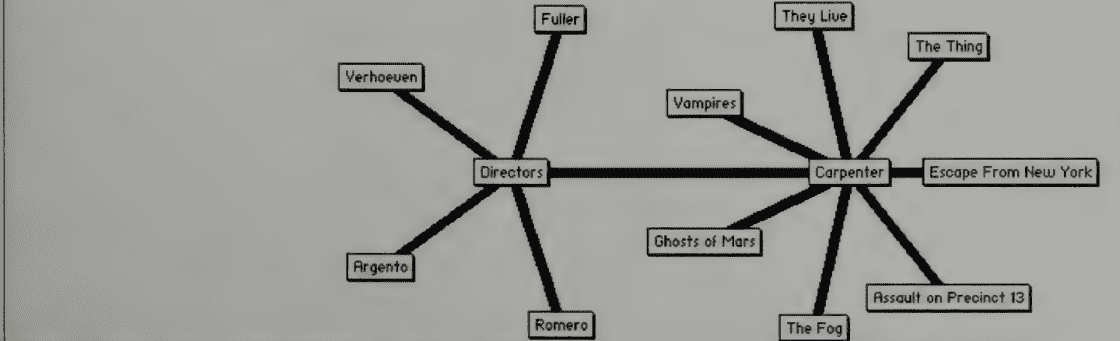 Fuller
They Live
The Thing
Verhoeven
Vampires
Directors
Carpenter
Escape From New York
Ghosts of Mars
Argento
Assault on Precinct 13
Romero
The Fog